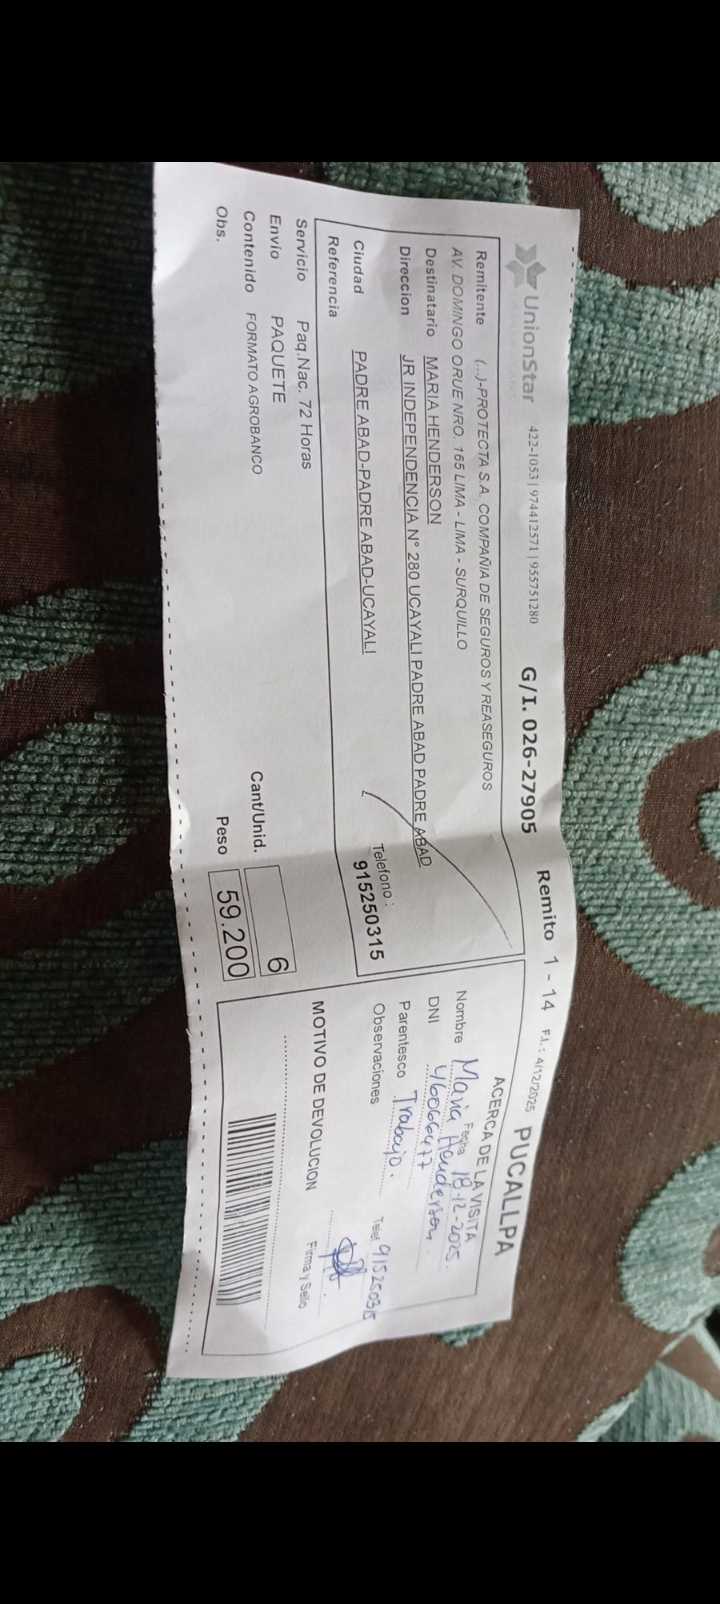 UnionStar 422-1053 | 974412571 | 955751280 G/I. 026-27905 Remito 1 - 14 F.I.: 4/12/2025 PUCALLPA
Remitente (...)-PROTECTA S.A. COMPAÑIA DE SEGUROS Y REASEGUROS
AV. DOMINGO ORUE NRO. 165 LIMA - LIMA - SURQUILLO
Destinatario MARIA HENDERSON
Direccion JR INDEPENDENCIA N° 280 UCAYALI PADRE ABAD PADRE ABAD
Ciudad PADRE ABAD-PADRE ABAD-UCAYALI
Telefono :
915250315
Referencia
Servicio Paq.Nac. 72 Horas
Envio PAQUETE
Contenido FORMATO AGROBANCO
Obs.
Cant/Unid. 6
Peso 59.200
ACERCA DE LA VISITA
Fecha 18-12-2025.
Nombre Maria Henderson.
DNI 46066477
Parentesco Trabajo.
Observaciones
Telef. 915250315
MOTIVO DE DEVOLUCION
Firma y Sello